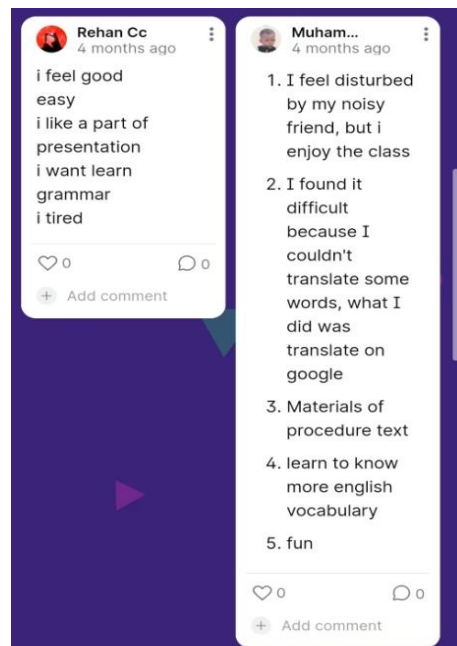 Rehan Cc
4 months ago
i feel good
easy
i like a part of
presentation
i want learn
grammar
i tired
0 0
Add comment
Muham...
4 months ago
1. I feel disturbed
by my noisy
friend, but i
enjoy the class
2. I found it
difficult
because I
couldn't
translate some
words, what I
did was
translate on
google
3. Materials of
procedure text
4. learn to know
more english
vocabulary
5. fun
0 0
Add comment